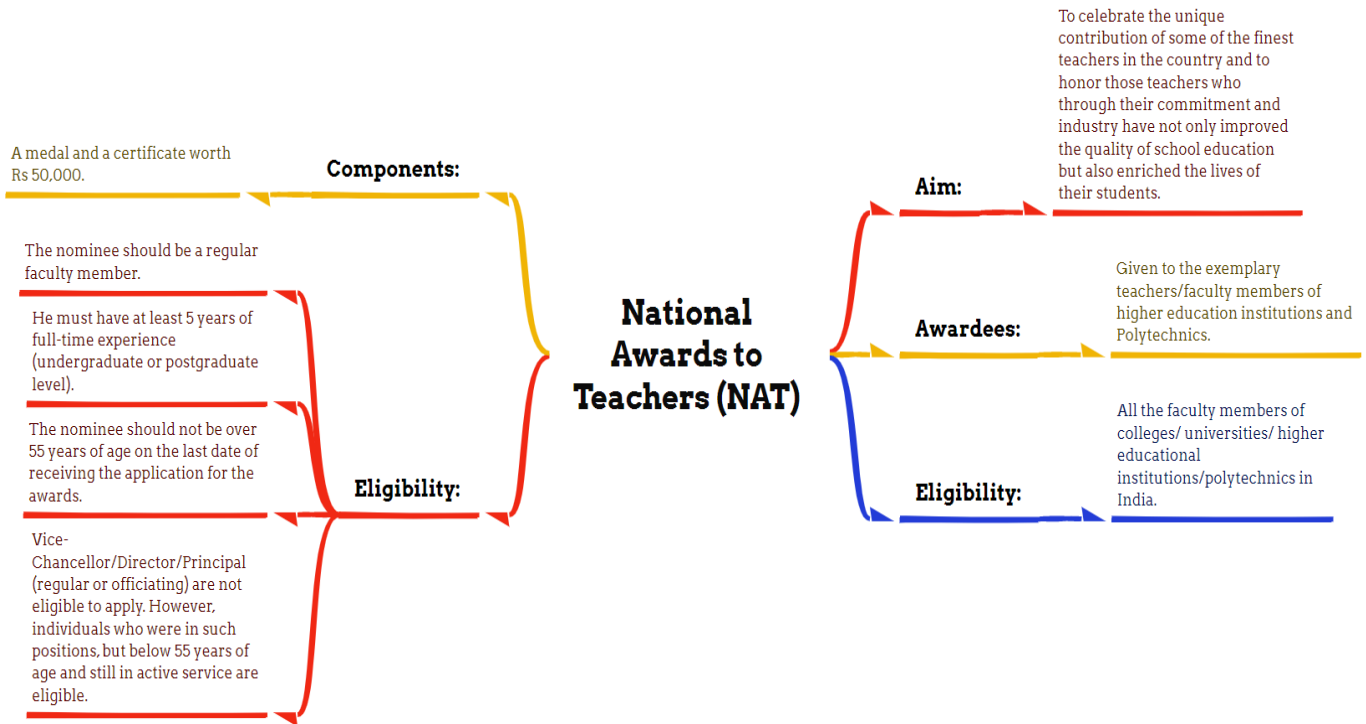 National
Awards to
Teachers (NAT)
Aim:
To celebrate the unique
contribution of some of the finest
teachers in the country and to
honor those teachers who
through their commitment and
industry have not only improved
the quality of school education
but also enriched the lives of
their students.
Awardees:
Given to the exemplary
teachers/faculty members of
higher education institutions and
Polytechnics.
Eligibility:
All the faculty members of
colleges/ universities/ higher
educational
institutions/polytechnics in
India.
Components:
A medal and a certificate worth
Rs 50,000.
Eligibility:
The nominee should be a regular
faculty member.
He must have at least 5 years of
full-time experience
(undergraduate or postgraduate
level).
The nominee should not be over
55 years of age on the last date of
receiving the application for the
awards.
Vice-
Chancellor/Director/Principal
(regular or officiating) are not
eligible to apply. However,
individuals who were in such
positions, but below 55 years of
age and still in active service are
eligible.